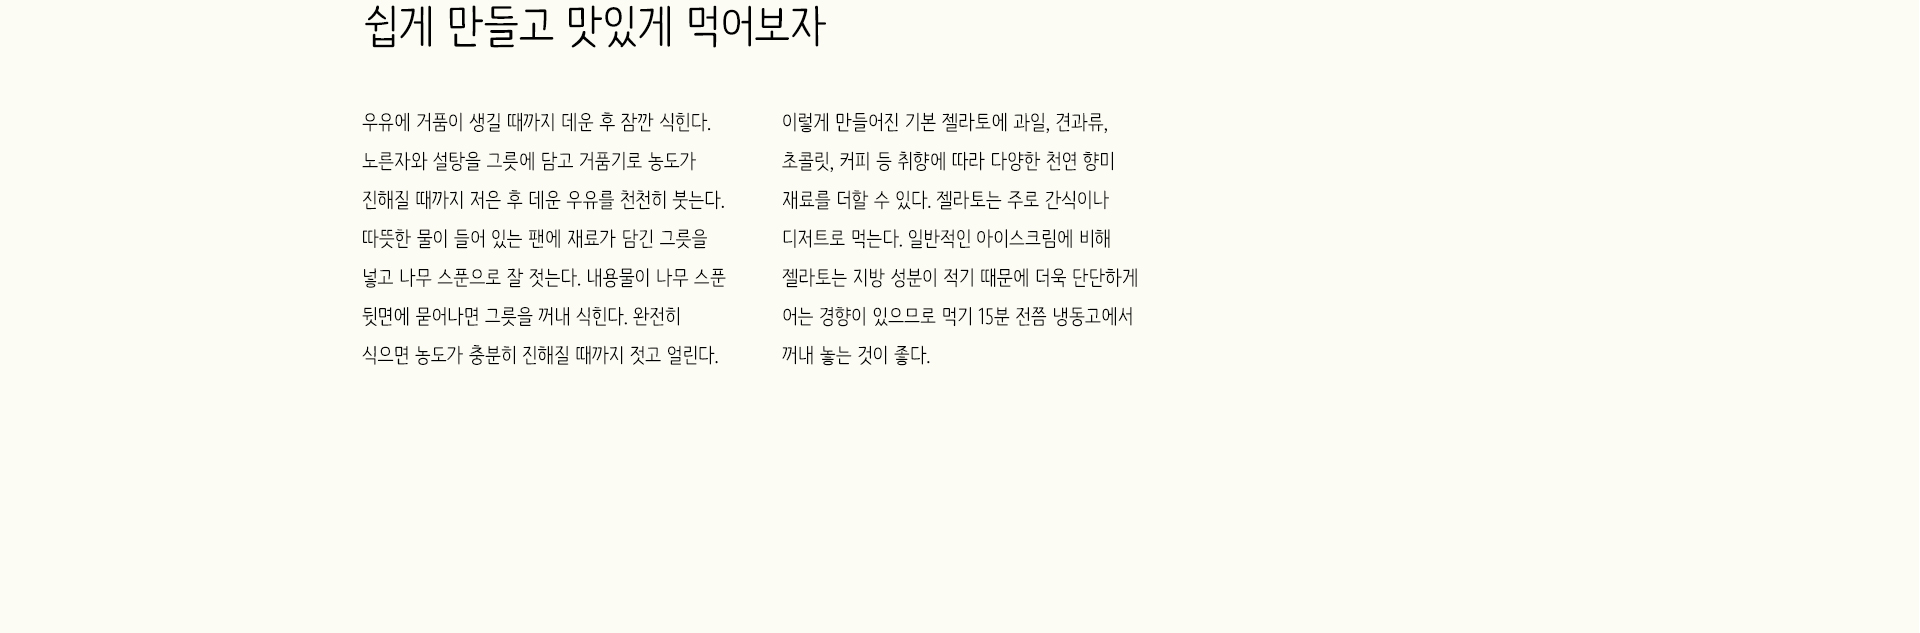 쉽게 만들고 맛있게 먹어보자
우유에 거품이 생길 때까지 데운 후 잠깐 식힌다.
노른자와 설탕을 그릇에 담고 거품기로 농도가
진해질 때까지 저은 후 데운 우유를 천천히 붓는다.
따뜻한 물이 들어 있는 팬에 재료가 담긴 그릇을
넣고 나무 스푼으로 잘 젓는다. 내용물이 나무 스푼
뒷면에 묻어나면 그릇을 꺼내 식힌다. 완전히
식으면 농도가 충분히 진해질 때까지 젓고 얼린다.
이렇게 만들어진 기본 젤라토에 과일, 견과류,
초콜릿, 커피 등 취향에 따라 다양한 천연 향미
재료를 더할 수 있다. 젤라토는 주로 간식이나
디저트로 먹는다. 일반적인 아이스크림에 비해
젤라토는 지방 성분이 적기 때문에 더욱 단단하게
어는 경향이 있으므로 먹기 15분 전쯤 냉동고에서
꺼내 놓는 것이 좋다.